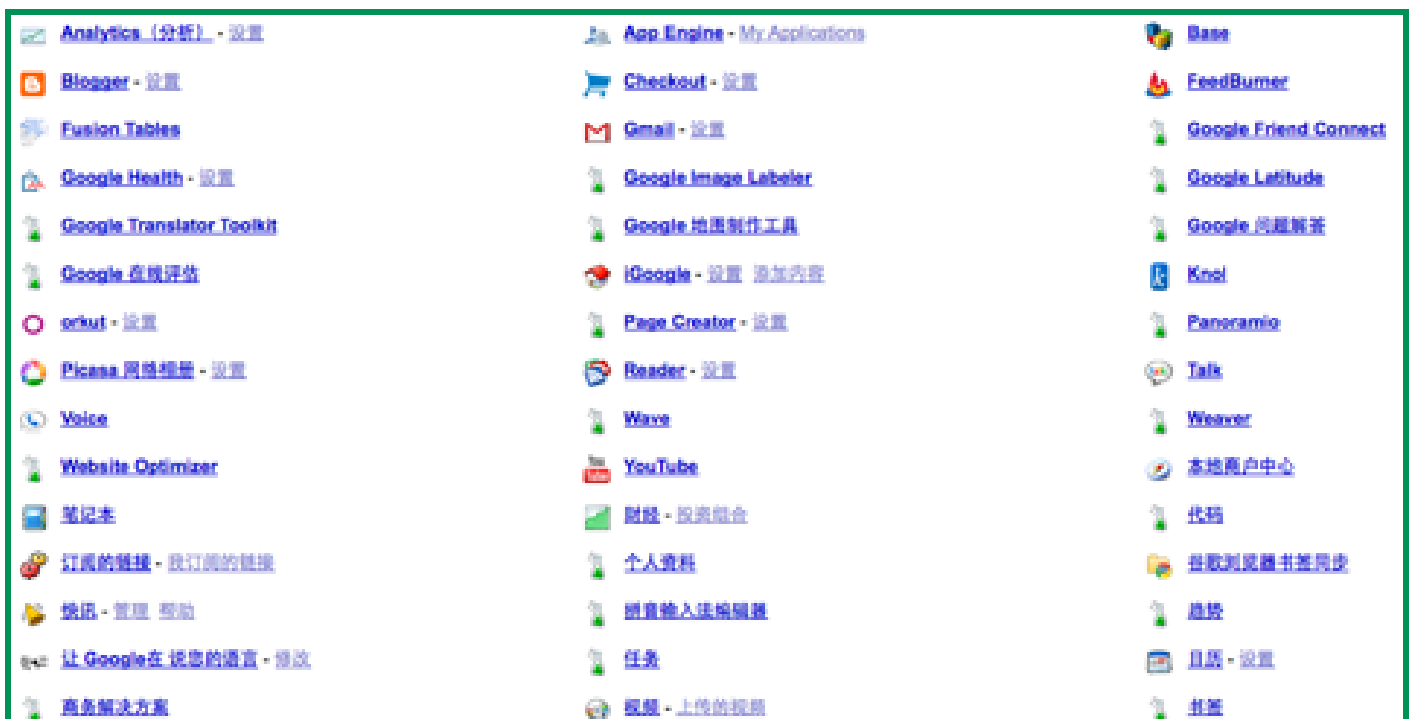 Analytics（分析） - 设置
App Engine - My Applications
Base
Blogger - 设置
Checkout - 设置
FeedBurner
Fusion Tables
Gmail - 设置
Google Friend Connect
Google Health - 设置
Google Image Labeler
Google Latitude
Google Translator Toolkit
Google 地图制作工具
Google 问题解答
Google 在线评估
iGoogle - 设置 添加内容
Knol
orkut - 设置
Page Creator - 设置
Panoramio
Picasa 网络相册 - 设置
Reader - 设置
Talk
Voice
Wave
Weaver
Website Optimizer
YouTube
本地商户中心
笔记本
财经 - 投资组合
代码
订阅的链接 - 我订阅的链接
个人资料
谷歌浏览器书签同步
快讯 - 管理 帮助
拼音输入法编辑器
趋势
让 Google在 说您的语言 - 修改
任务
日历 - 设置
商务解决方案
视频 - 上传的视频
书签